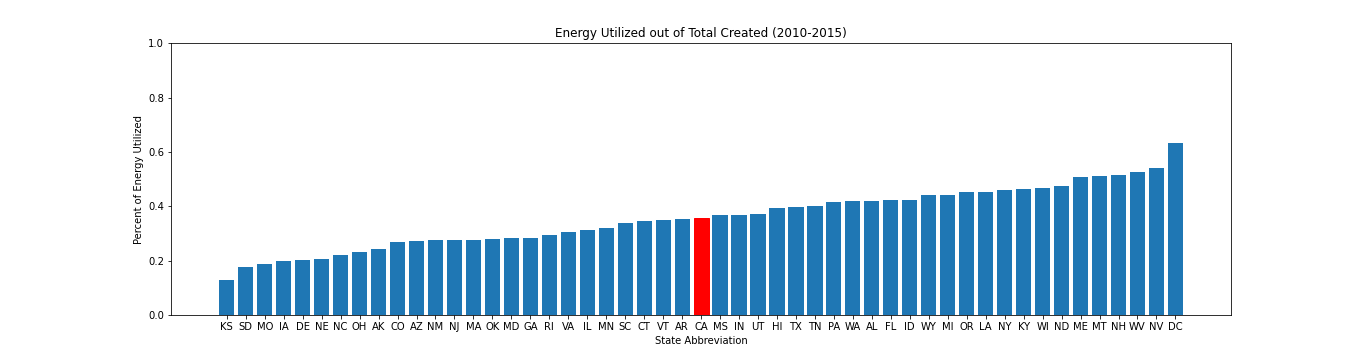 Energy Utilized out of Total Created (2010-2015)
1.0
0.8
0.6
0.4
0.2
0.0
Percent of Energy Utilized
KS SD MO IA DE NE NC OH AK CO AZ NM NJ MA OK MD GA RI VA IL MN SC CT VT AR CA MS IN UT HI TX TN PA WA AL FL ID WY MI OR LA NY KY WI ND ME MT NH WV NV DC
State Abbreviation